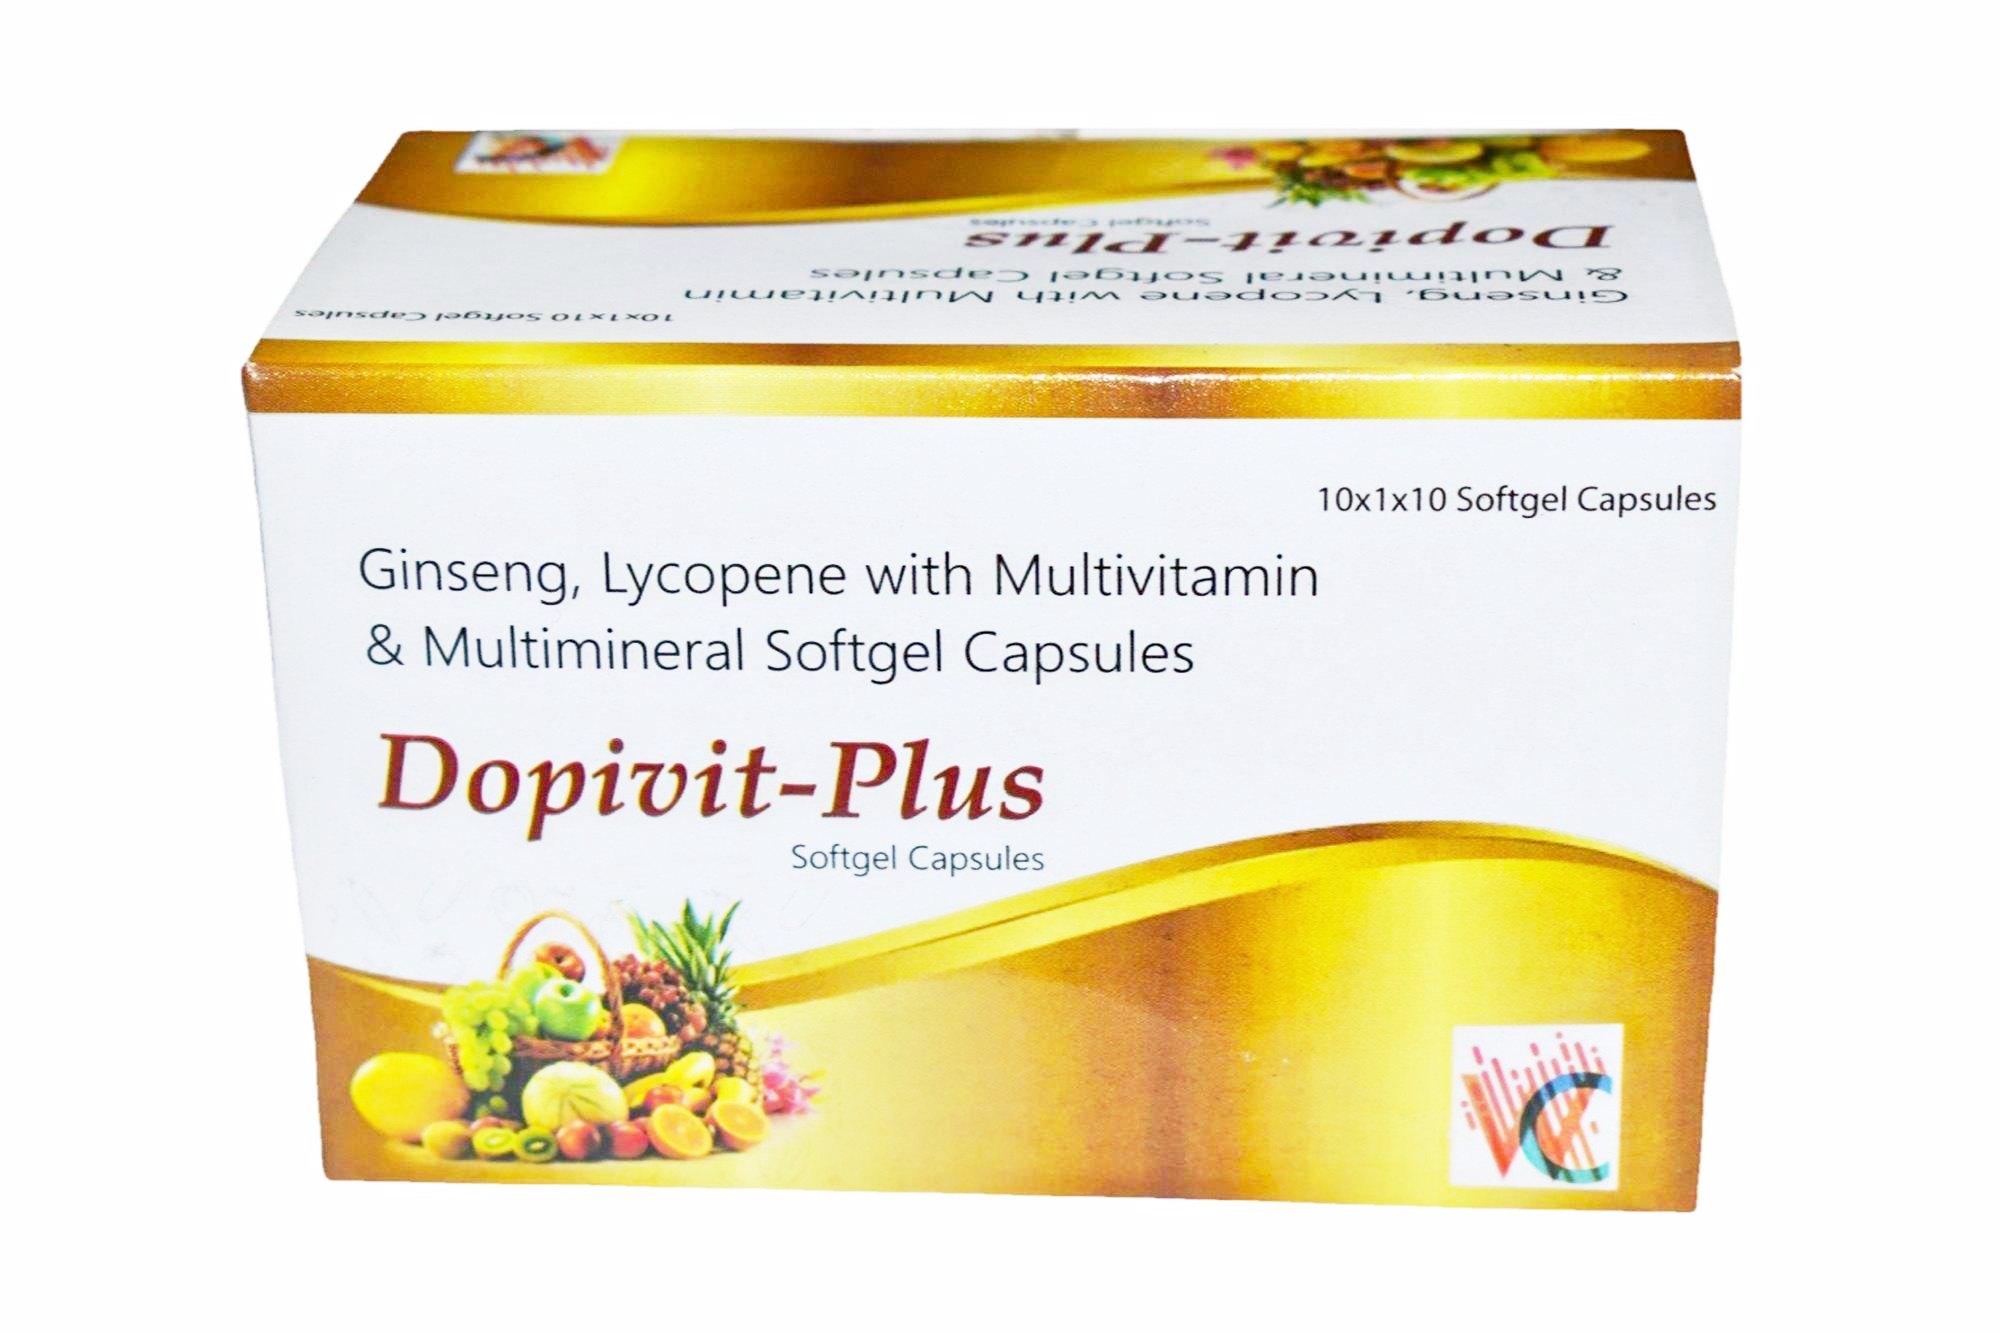 Dopivit-Plus
Softgel Capsules
Ginseng, Lycopene with Multivitamin
& Multimineral Softgel Capsules
10x1x10 Softgel Capsules
10x1x10 Softgel Capsules
Ginseng, Lycopene with Multivitamin
& Multimineral Softgel Capsules
Dopivit-Plus
Softgel Capsules
VC